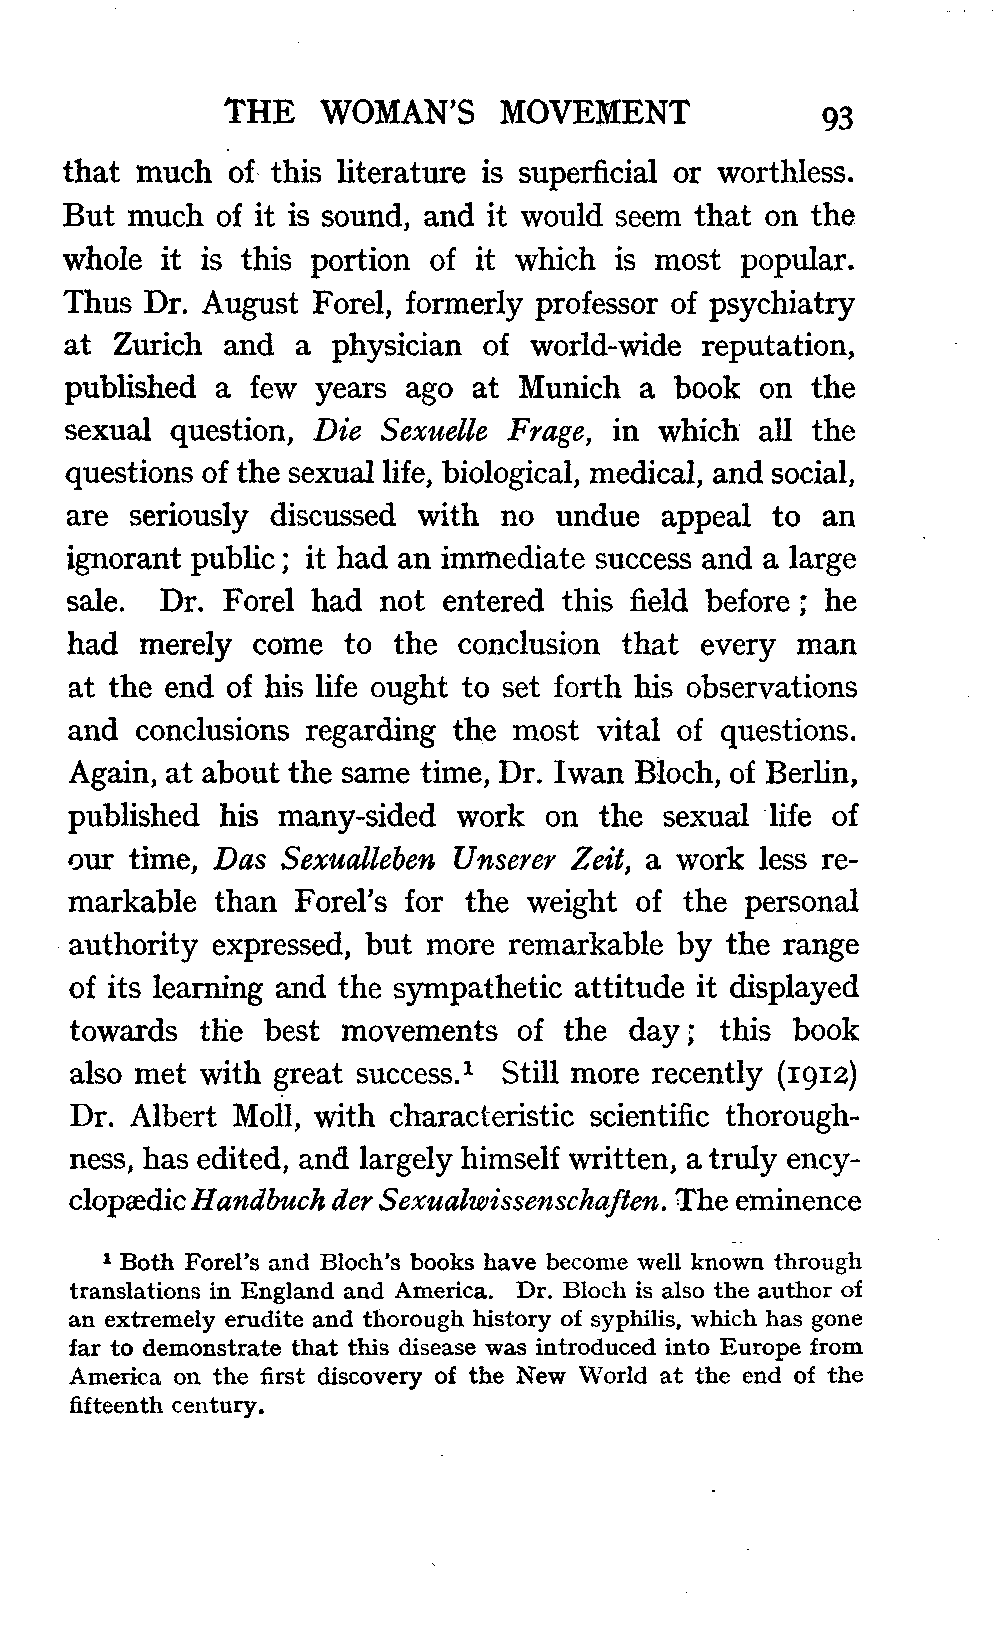 THE WOMAN'S MOVEMENT 93
that much of this literature is superficial or worthless.
But much of it is sound, and it would seem that on the
whole it is this portion of it which is most popular.
Thus Dr. August Forel, formerly professor of psychiatry
at Zurich and a physician of world-wide reputation,
published a few years ago at Munich a book on the
sexual question, Die Sexuelle Frage, in which all the
questions of the sexual life, biological, medical, and social,
are seriously discussed with no undue appeal to an
ignorant public; it had an immediate success and a large
sale. Dr. Forel had not entered this field before; he
had merely come to the conclusion that every man
at the end of his life ought to set forth his observations
and conclusions regarding the most vital of questions.
Again, at about the same time, Dr. Iwan Bloch, of Berlin,
published his many-sided work on the sexual life of
our time, Das Sexualleben Unserer Zeit, a work less re-
markable than Forel's for the weight of the personal
authority expressed, but more remarkable by the range
of its learning and the sympathetic attitude it displayed
towards the best movements of the day; this book
also met with great success.¹ Still more recently (1912)
Dr. Albert Moll, with characteristic scientific thorough-
ness, has edited, and largely himself written, a truly ency-
clopædic Handbuch der Sexualwissenschaften. The eminence
¹ Both Forel's and Bloch's books have become well known through
translations in England and America. Dr. Bloch is also the author of
an extremely erudite and thorough history of syphilis, which has gone
far to demonstrate that this disease was introduced into Europe from
America on the first discovery of the New World at the end of the
fifteenth century.